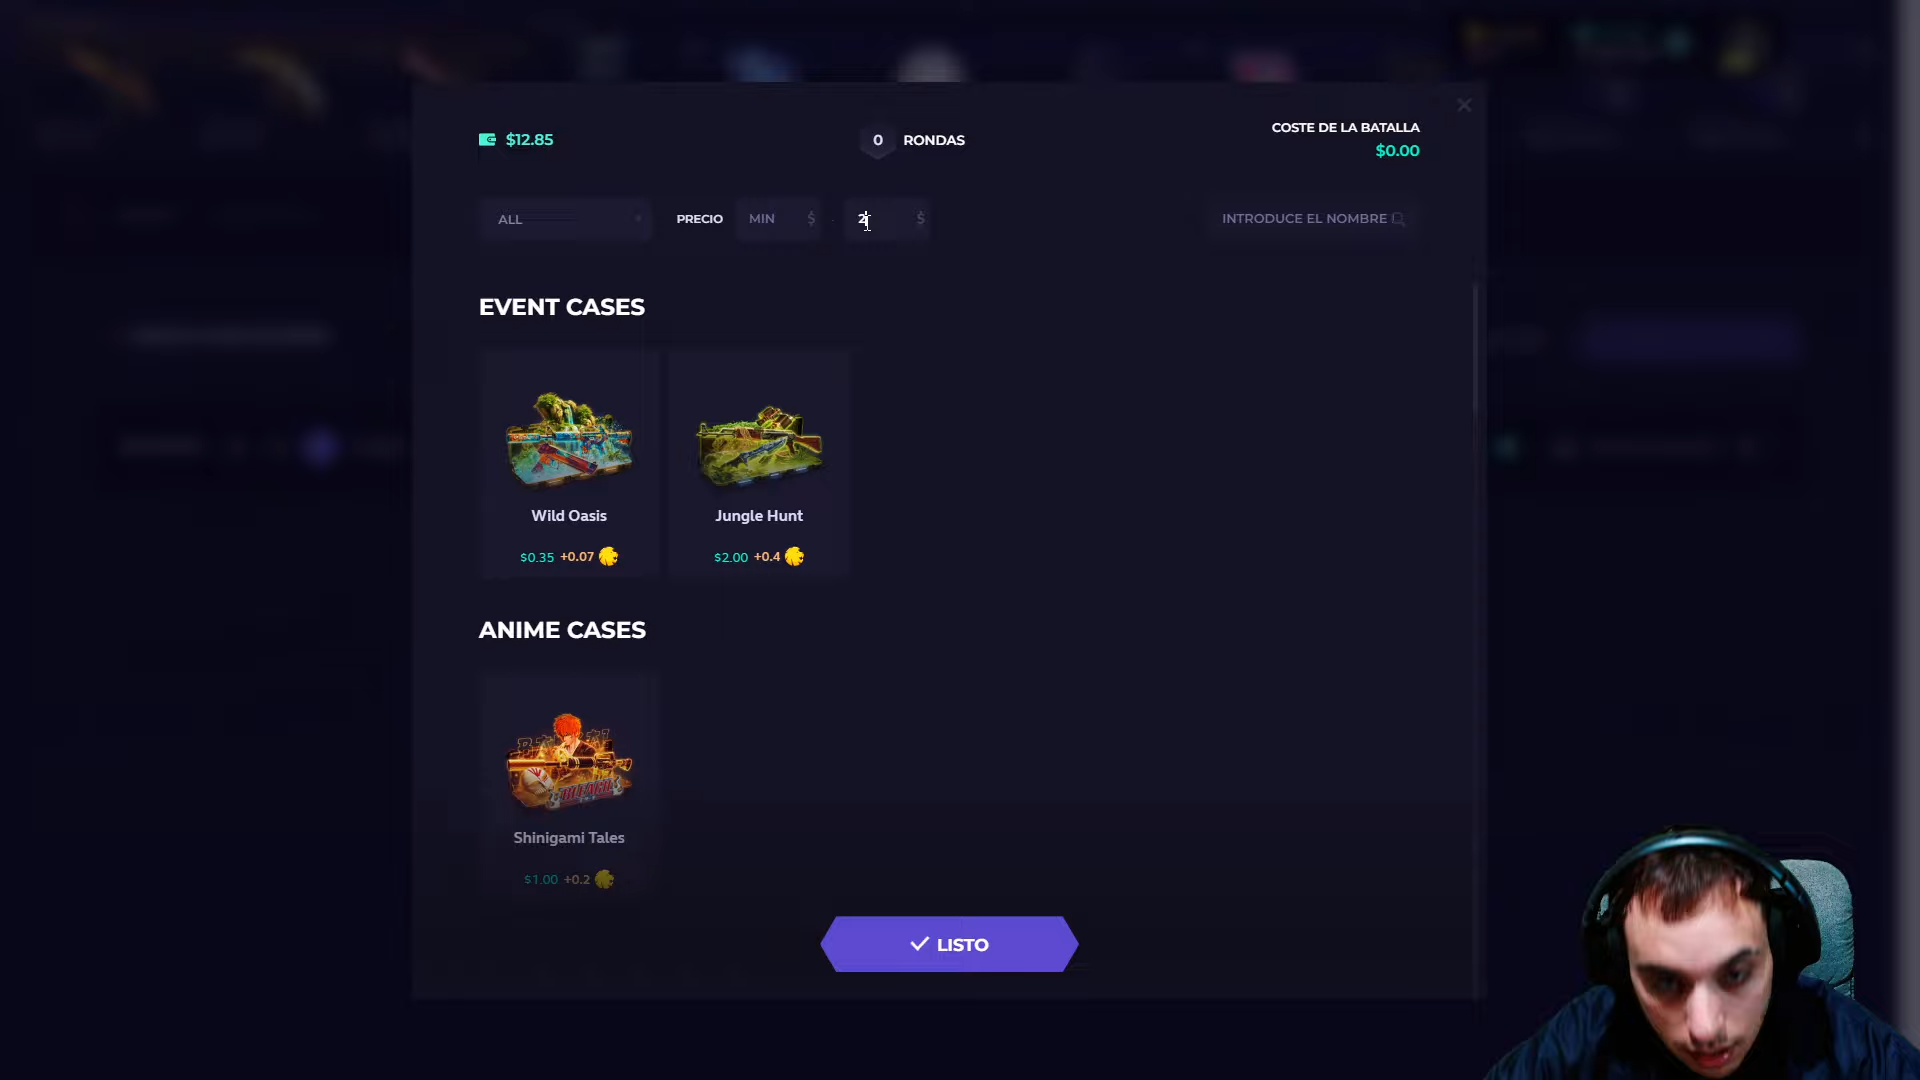 $12.85
0 RONDAS
COSTE DE LA BATALLA
$0.00
ALL
PRECIO
MIN $
2 $
INTRODUCE EL NOMBRE
EVENT CASES
Wild Oasis
$0.35 +0.07
Jungle Hunt
$2.00 +0.4
ANIME CASES
Shinigami Tales
$1.00 +0.2
LISTO